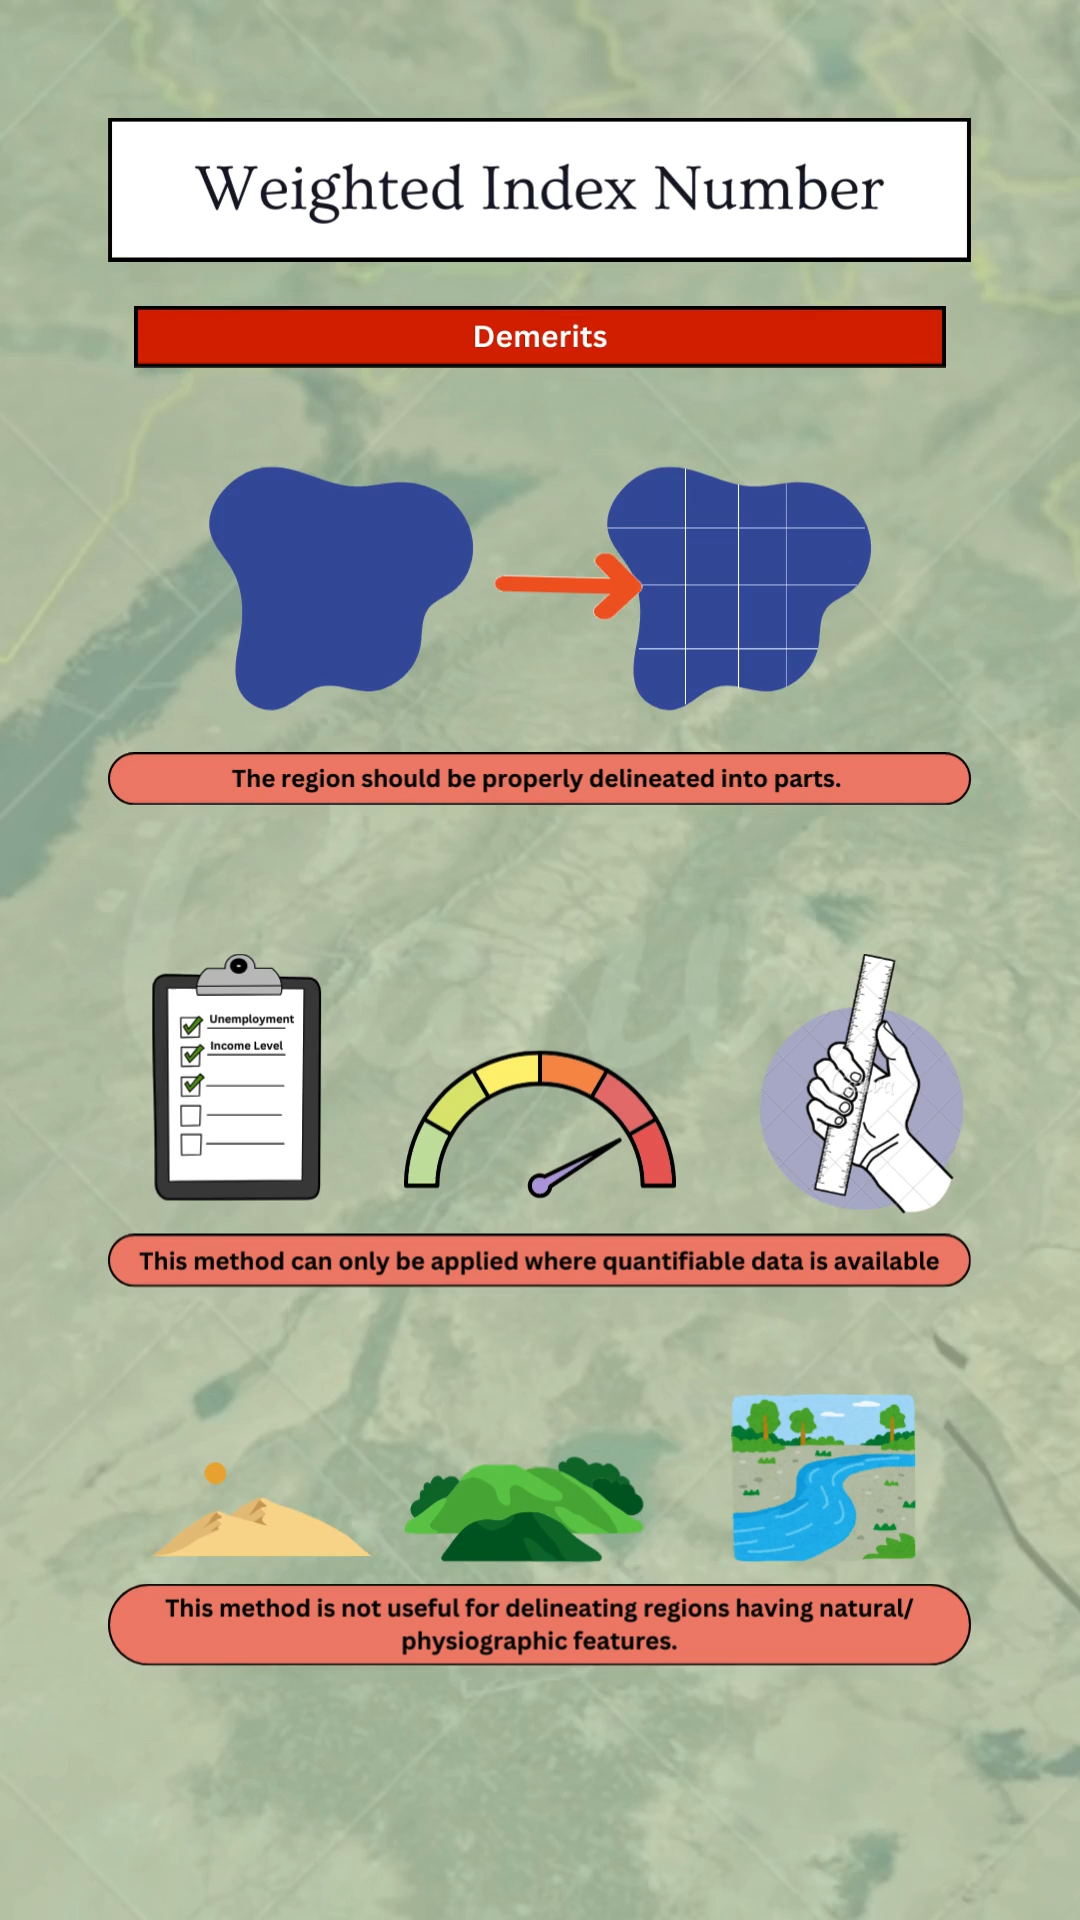 Weighted Index Number
Demerits
The region should be properly delineated into parts.
Unemployment
Income Level
This method can only be applied where quantifiable data is available
This method is not useful for delineating regions having natural/
physiographic features.